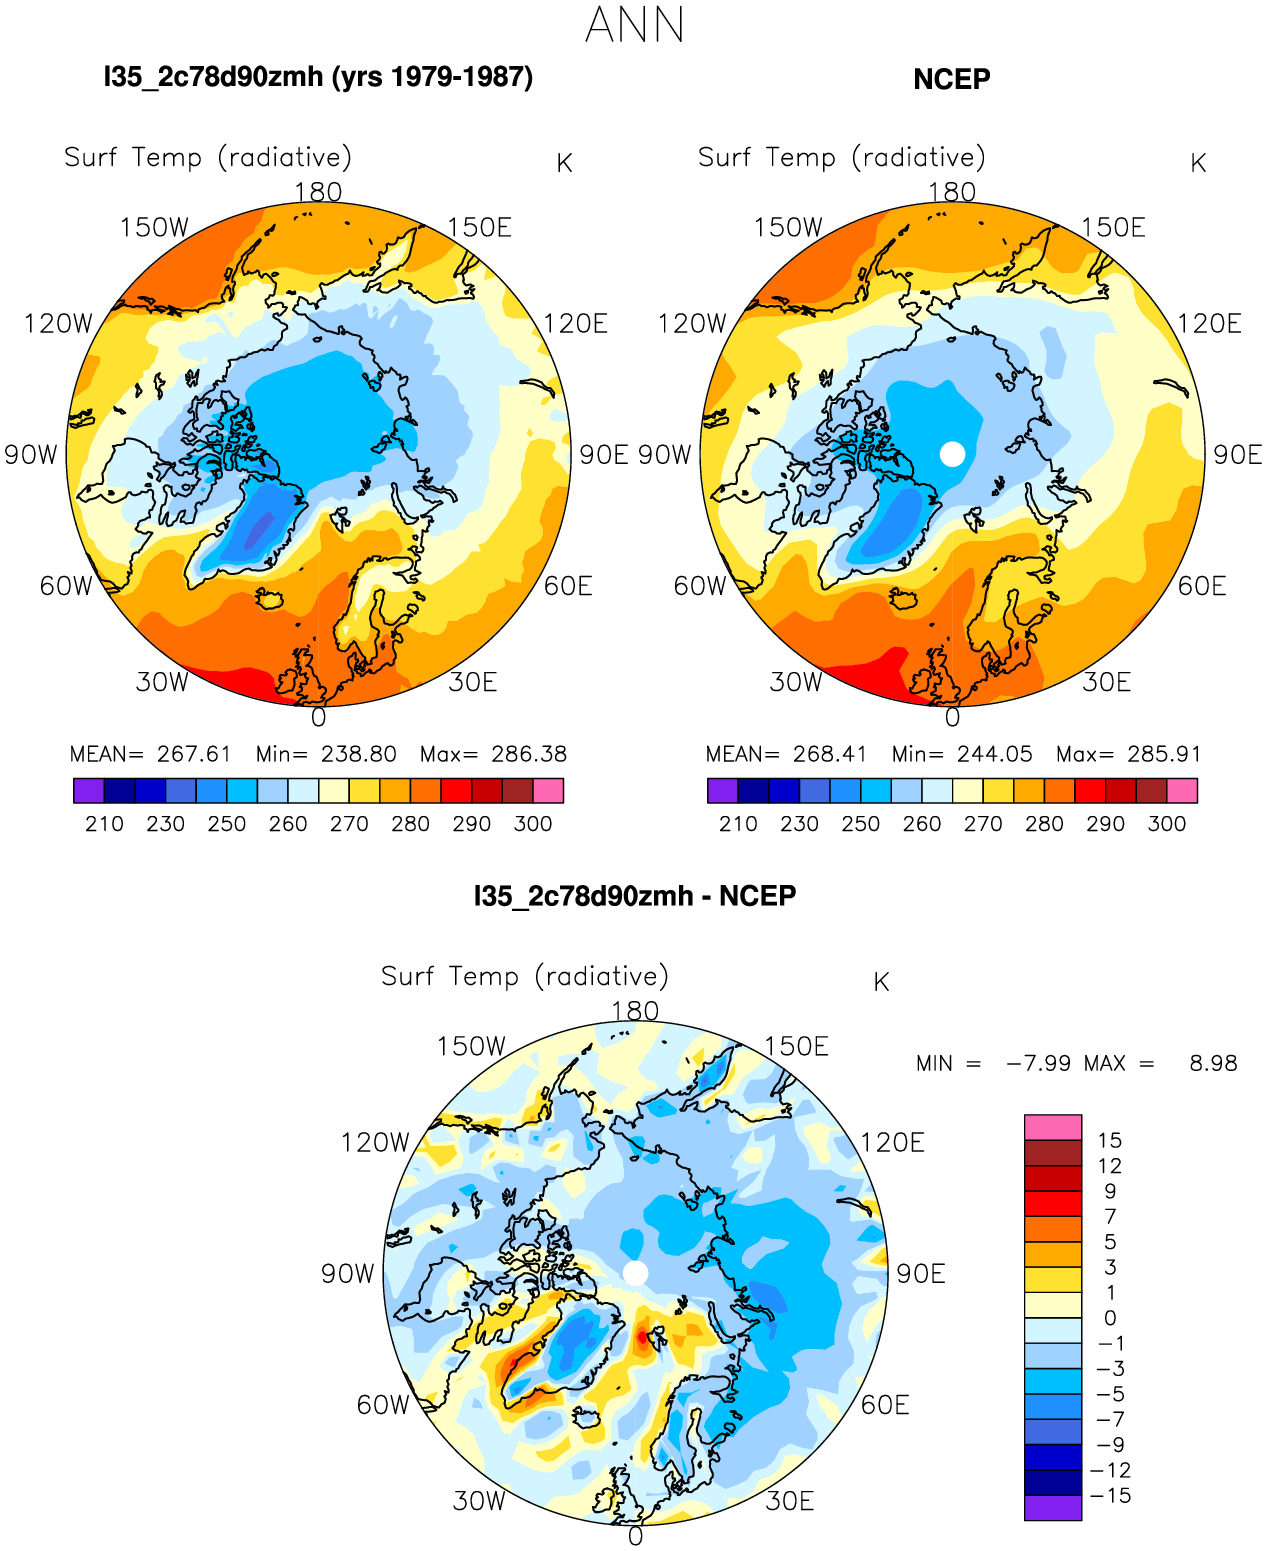 ANN
l35_2c78d90zmh (yrs 1979-1987)
NCEP
Surf Temp (radiative) K
Surf Temp (radiative) K
180
150W 150E
120W 120E
90W 90E
60W 60E
30W 30E
0
180
150W 150E
120W 120E
90W 90E
60W 60E
30W 30E
0
MEAN= 267.61 Min= 238.80 Max= 286.38
MEAN= 268.41 Min= 244.05 Max= 285.91
210 230 250 260 270 280 290 300
210 230 250 260 270 280 290 300
l35_2c78d90zmh - NCEP
Surf Temp (radiative) K
180
150W 150E
120W 120E
90W 90E
60W 60E
30W 30E
0
MIN = -7.99 MAX = 8.98
15
12
9
7
5
3
1
0
-1
-3
-5
-7
-9
-12
-15